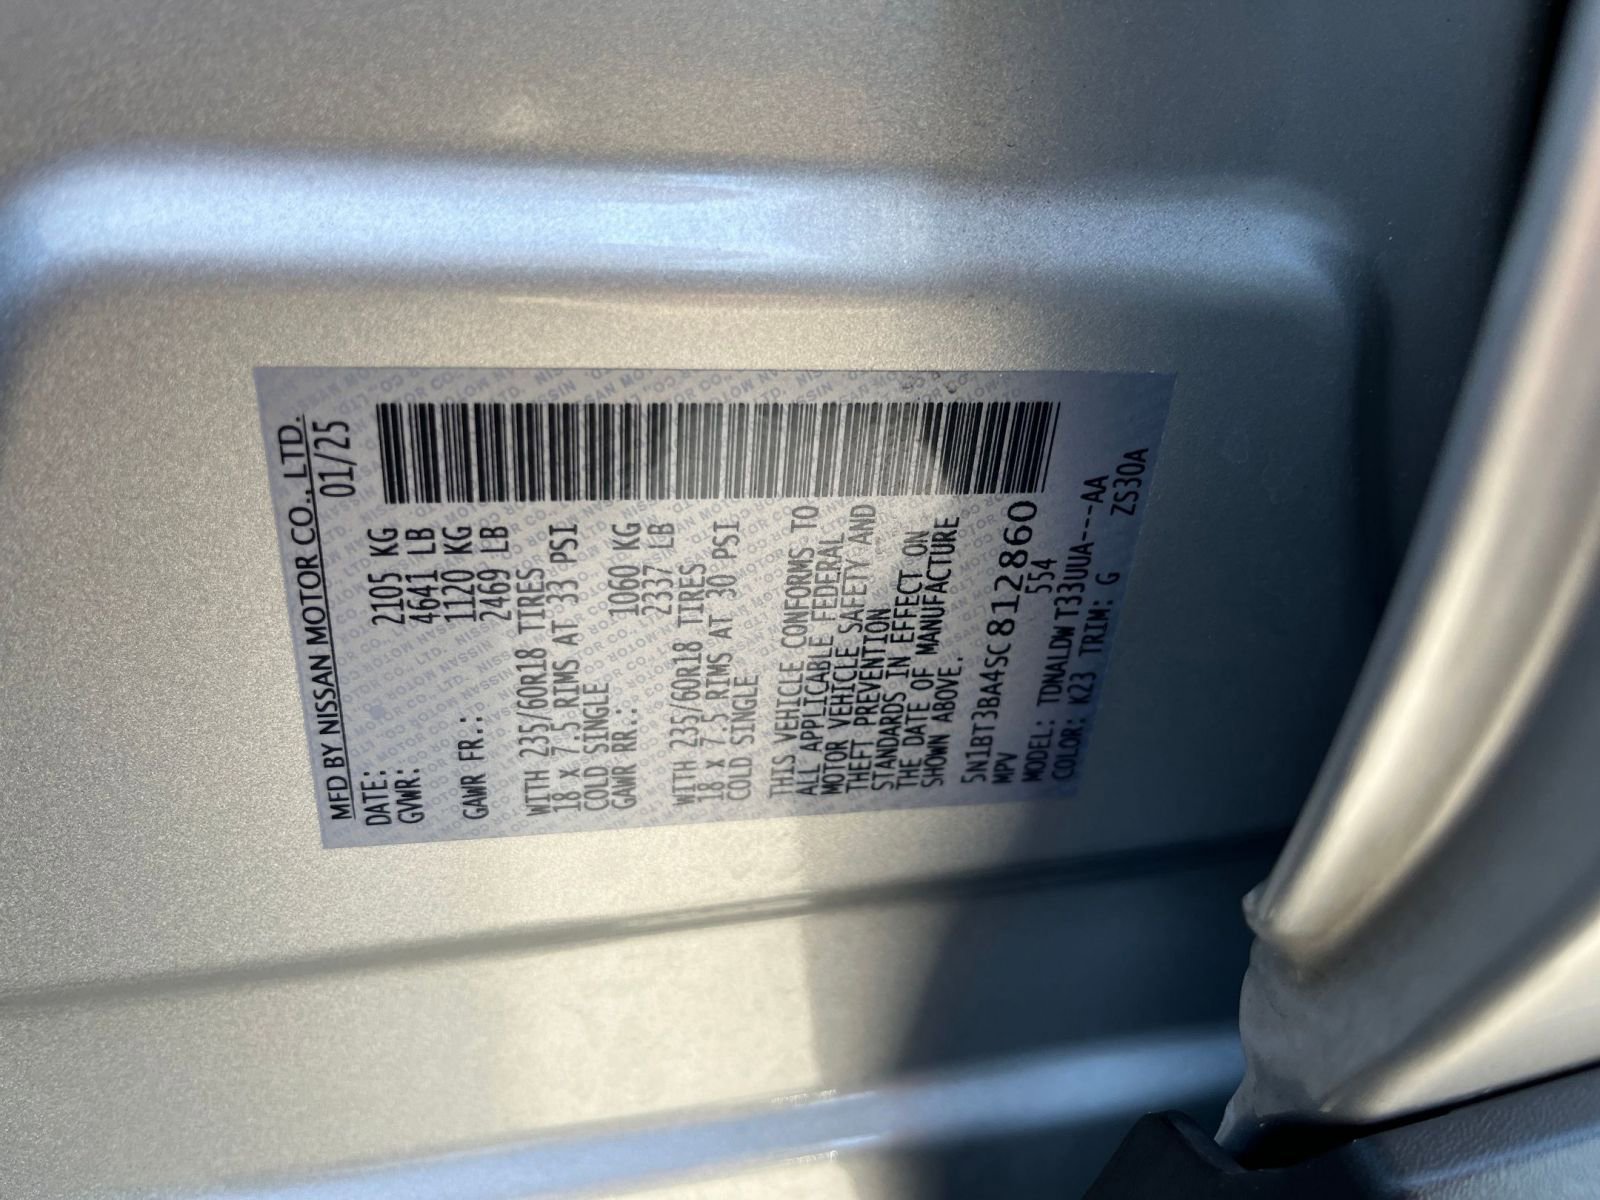 MFD BY NISSAN MOTOR CO., LTD.
DATE: 01/25
GVWR: 2105 KG
4641 LB
GAWR FR.: 1120 KG
2469 LB
WITH 235/60R18 TIRES
18 X 7.5 RIMS AT 33 PSI
COLD SINGLE
GAWR RR.: 1060 KG
2337 LB
WITH 235/60R18 TIRES
18 X 7.5 RIMS AT 30 PSI
COLD SINGLE
THIS VEHICLE CONFORMS TO
ALL APPLICABLE FEDERAL
MOTOR VEHICLE SAFETY AND
THEFT PREVENTION
STANDARDS IN EFFECT ON
THE DATE OF MANUFACTURE
SHOWN ABOVE.
5N1BT3BA4SC812860
MPV 554
MODEL: TDNALDWT33UUA---AA
COLOR: K23 TRIM: G ZS30A